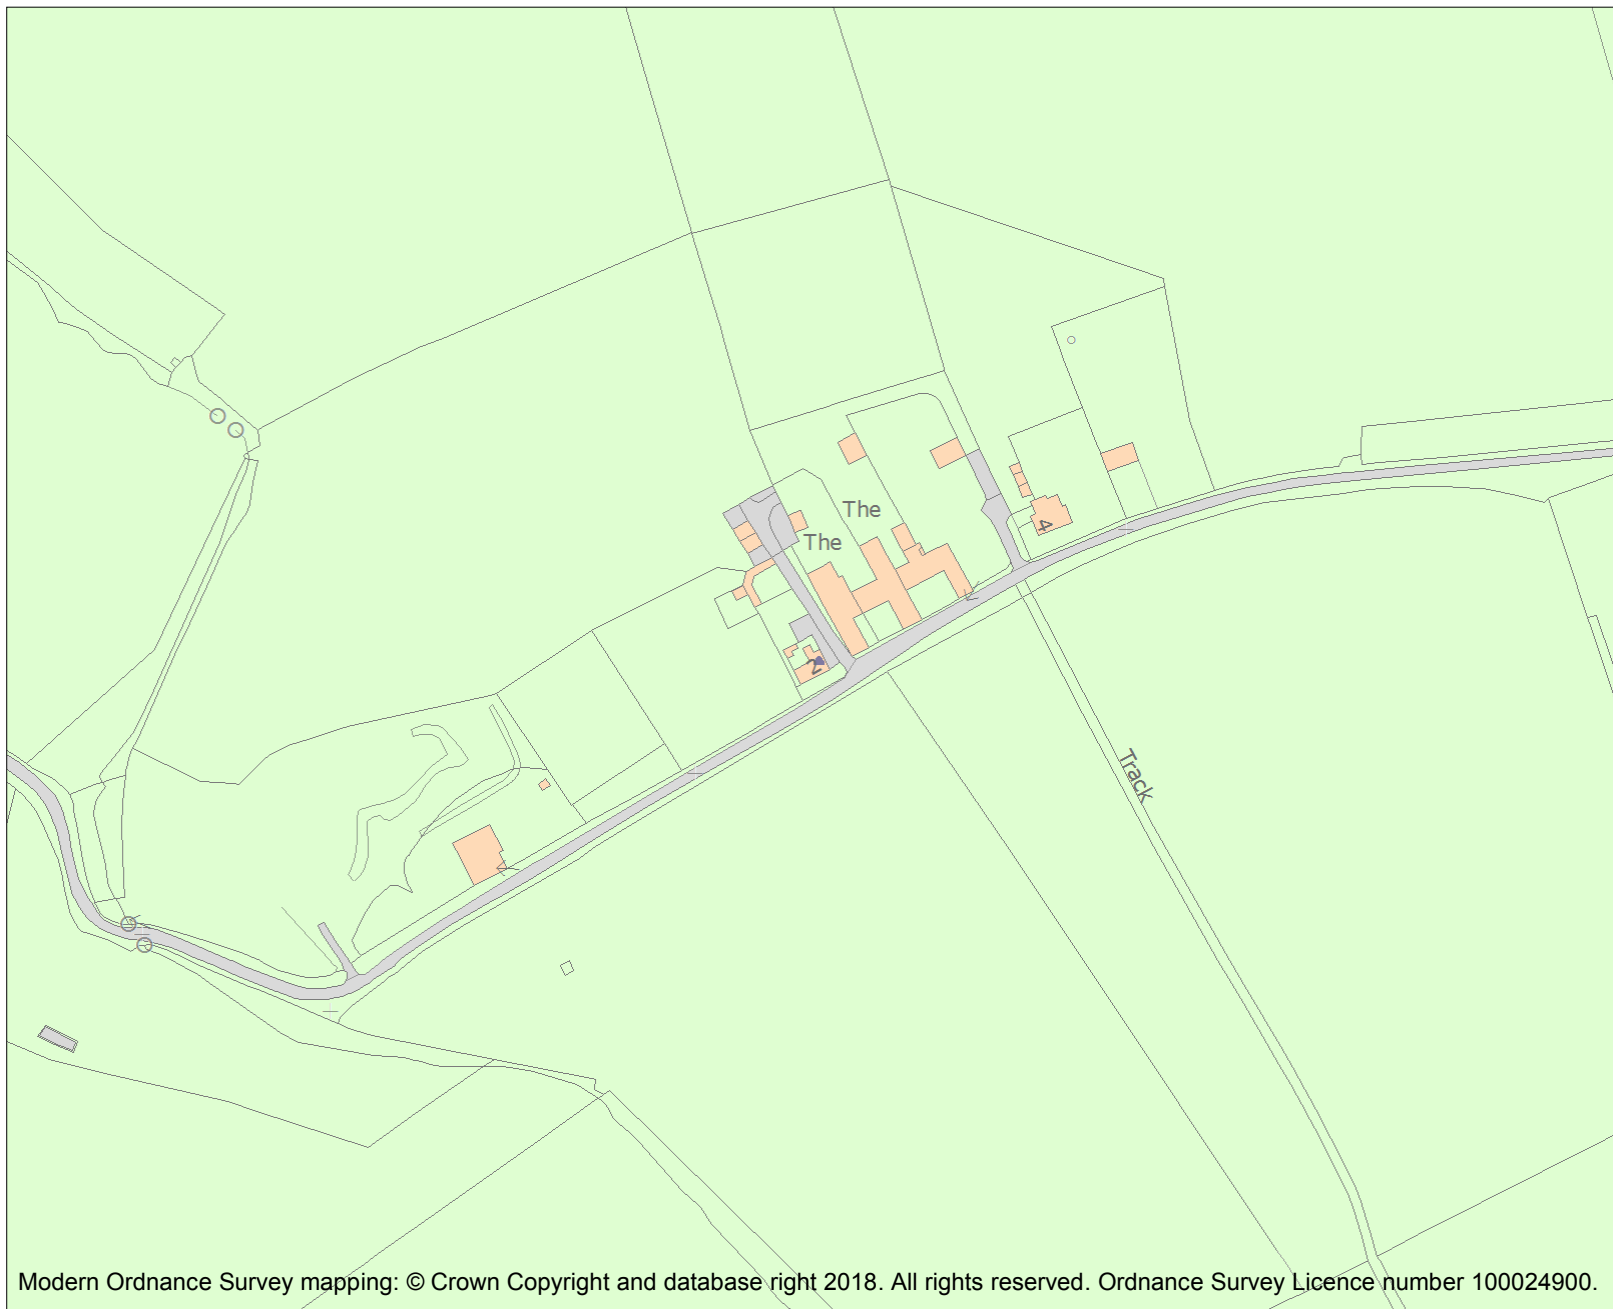 The
The
4
2
Track
Modern Ordnance Survey mapping: © Crown Copyright and database right 2018. All rights reserved. Ordnance Survey Licence number 100024900.